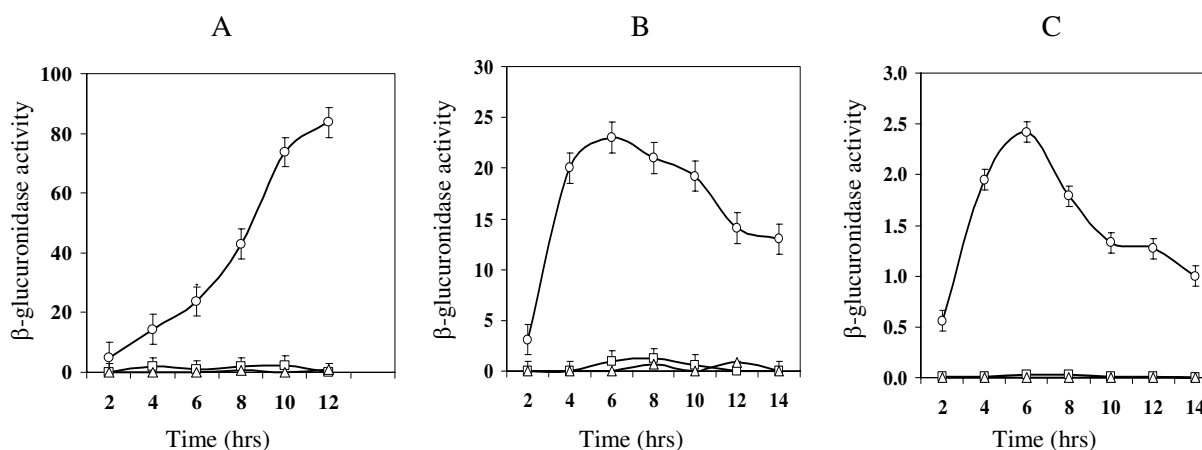 A
B
C
β-glucuronidase activity
100
80
60
40
20
0
2 4 6 8 10 12
Time (hrs)
β-glucuronidase activity
30
25
20
15
10
5
0
2 4 6 8 10 12 14
Time (hrs)
β-glucuronidase activity
3.0
2.5
2.0
1.5
1.0
0.5
0.0
2 4 6 8 10 12 14
Time (hrs)